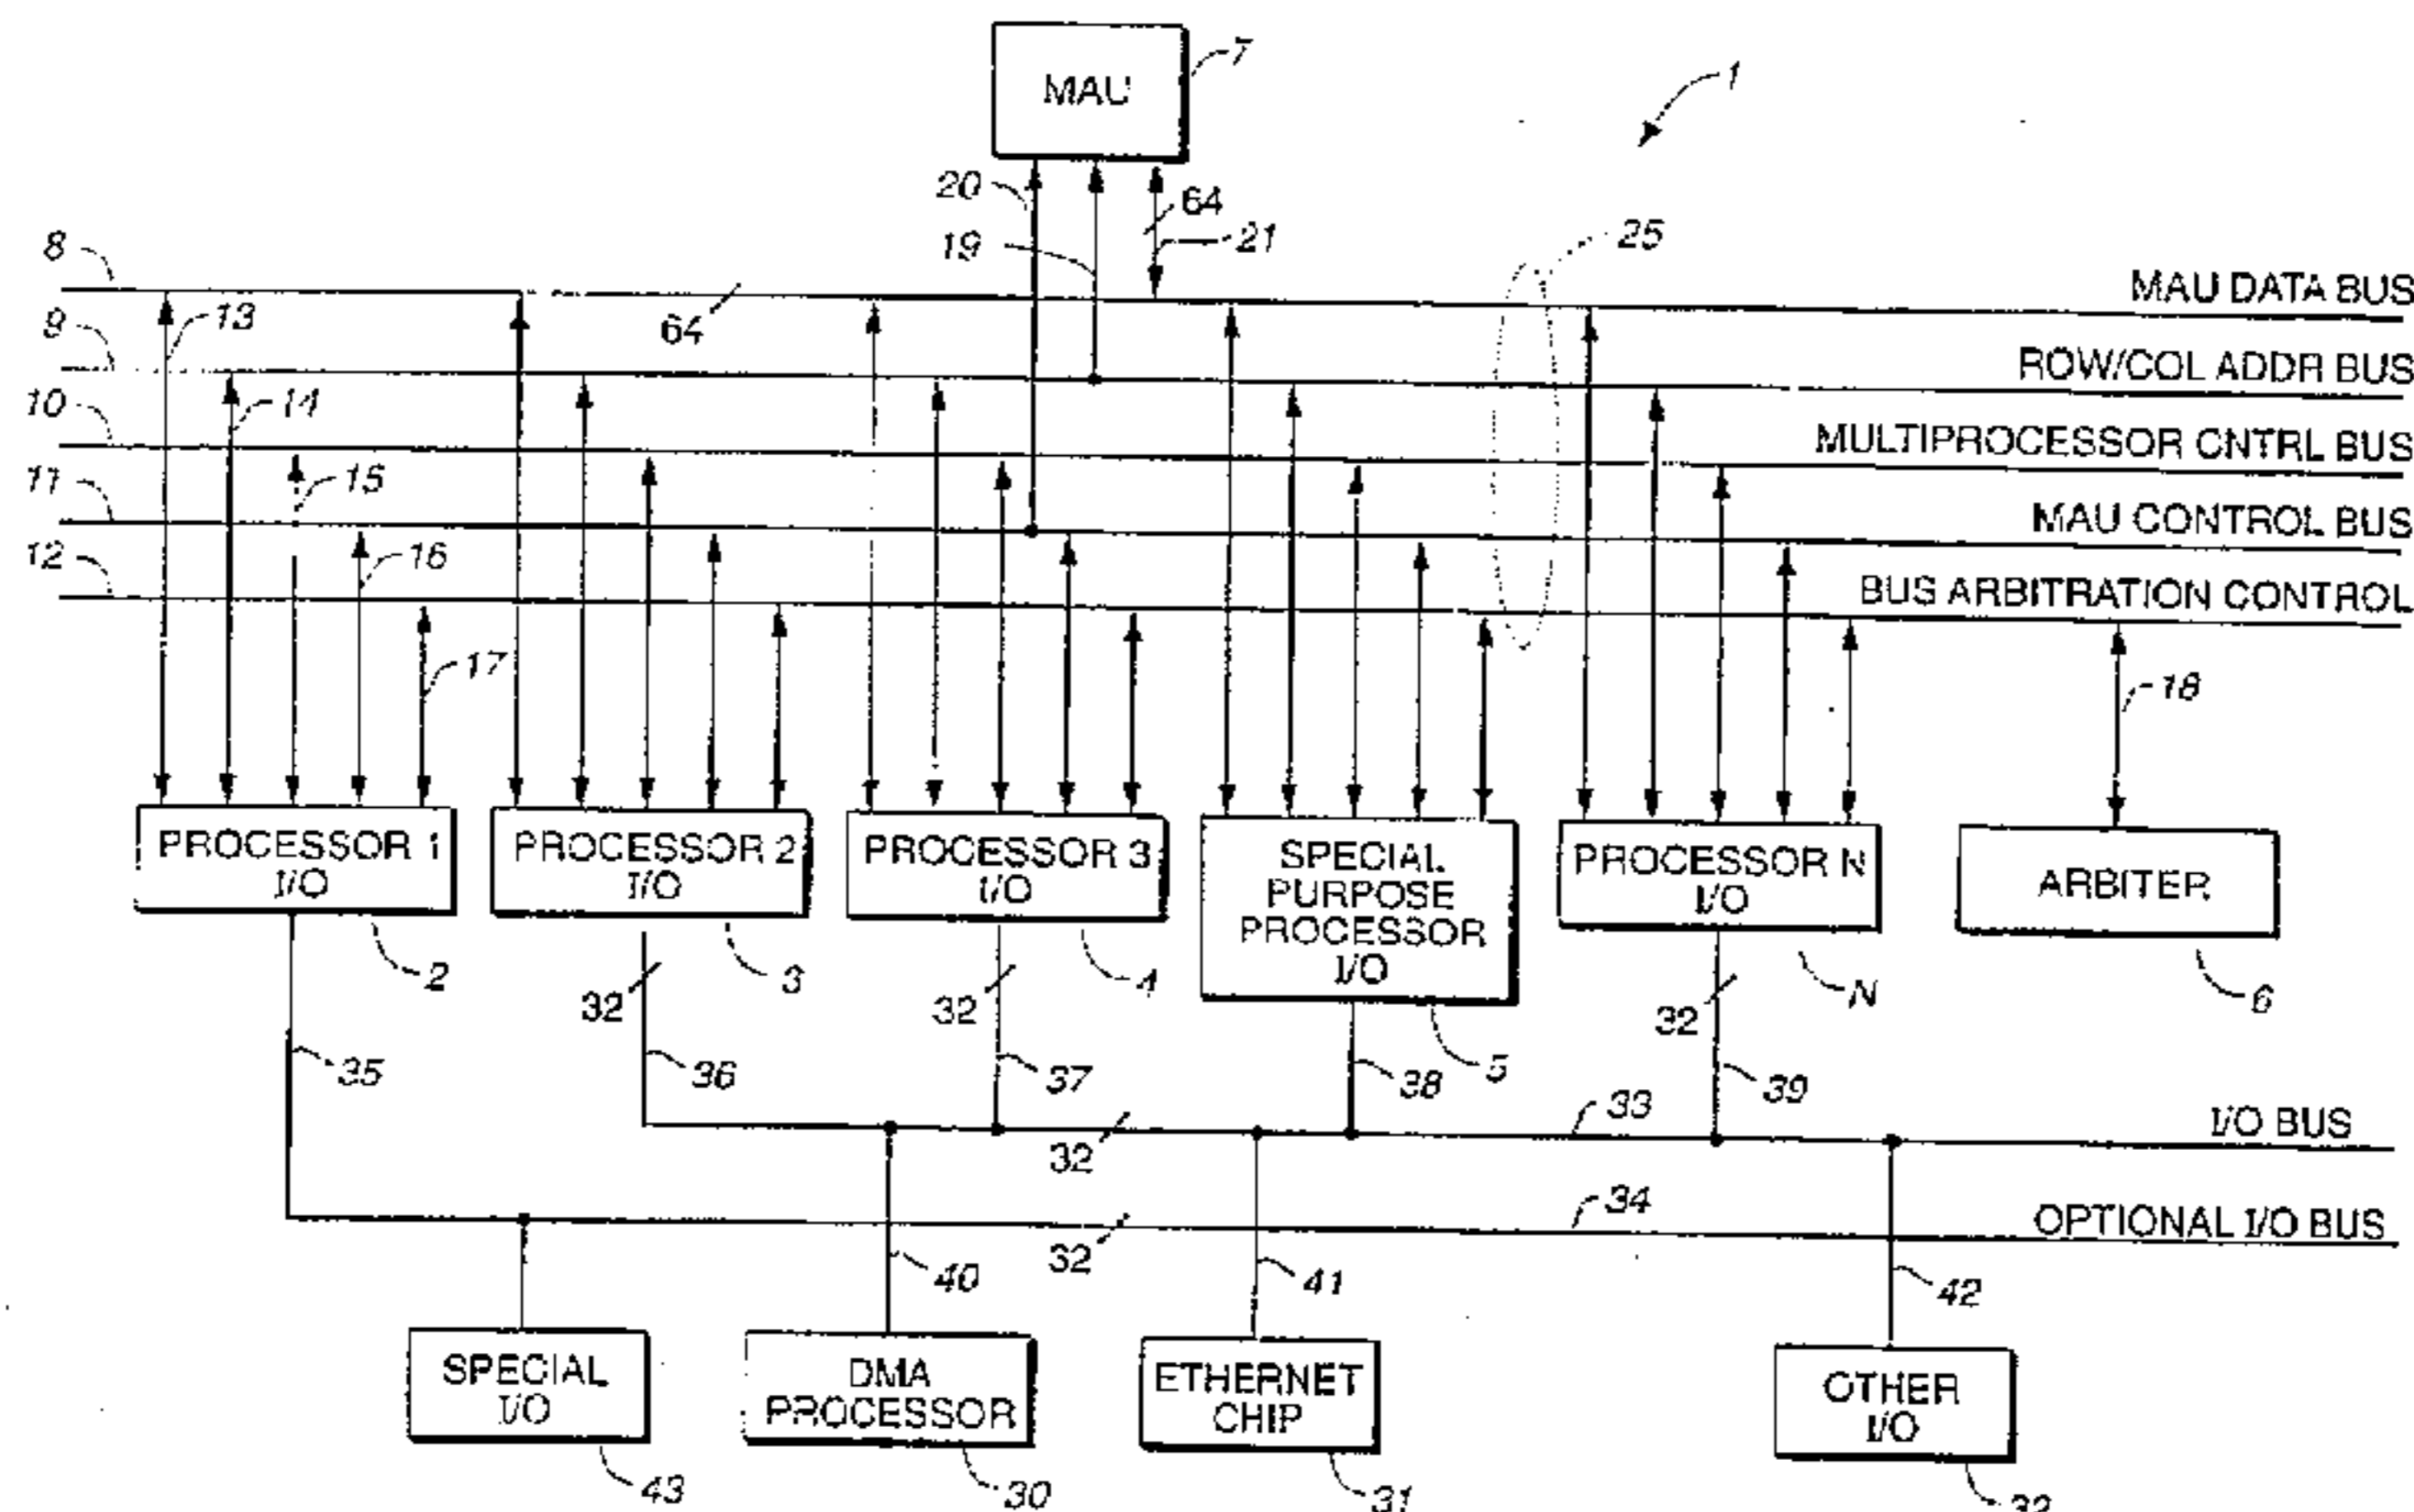 MAU
7
1
20
64
19
21
25
8
MAU DATA BUS
13
64
9
ROW/COL ADDR BUS
14
10
MULTIPROCESSOR CNTRL BUS
15
11
MAU CONTROL BUS
16
12
BUS ARBITRATION CONTROL
17
18
PROCESSOR 1
I/O
PROCESSOR 2
I/O
PROCESSOR 3
I/O
SPECIAL
PURPOSE
PROCESSOR
I/O
PROCESSOR N
I/O
ARBITER
2
3
4
5
N
6
32
32
32
35
36
37
38
39
33
I/O BUS
32
34
OPTIONAL I/O BUS
32
40
41
42
SPECIAL
I/O
DMA
PROCESSOR
ETHERNET
CHIP
OTHER
I/O
43
30
31
32